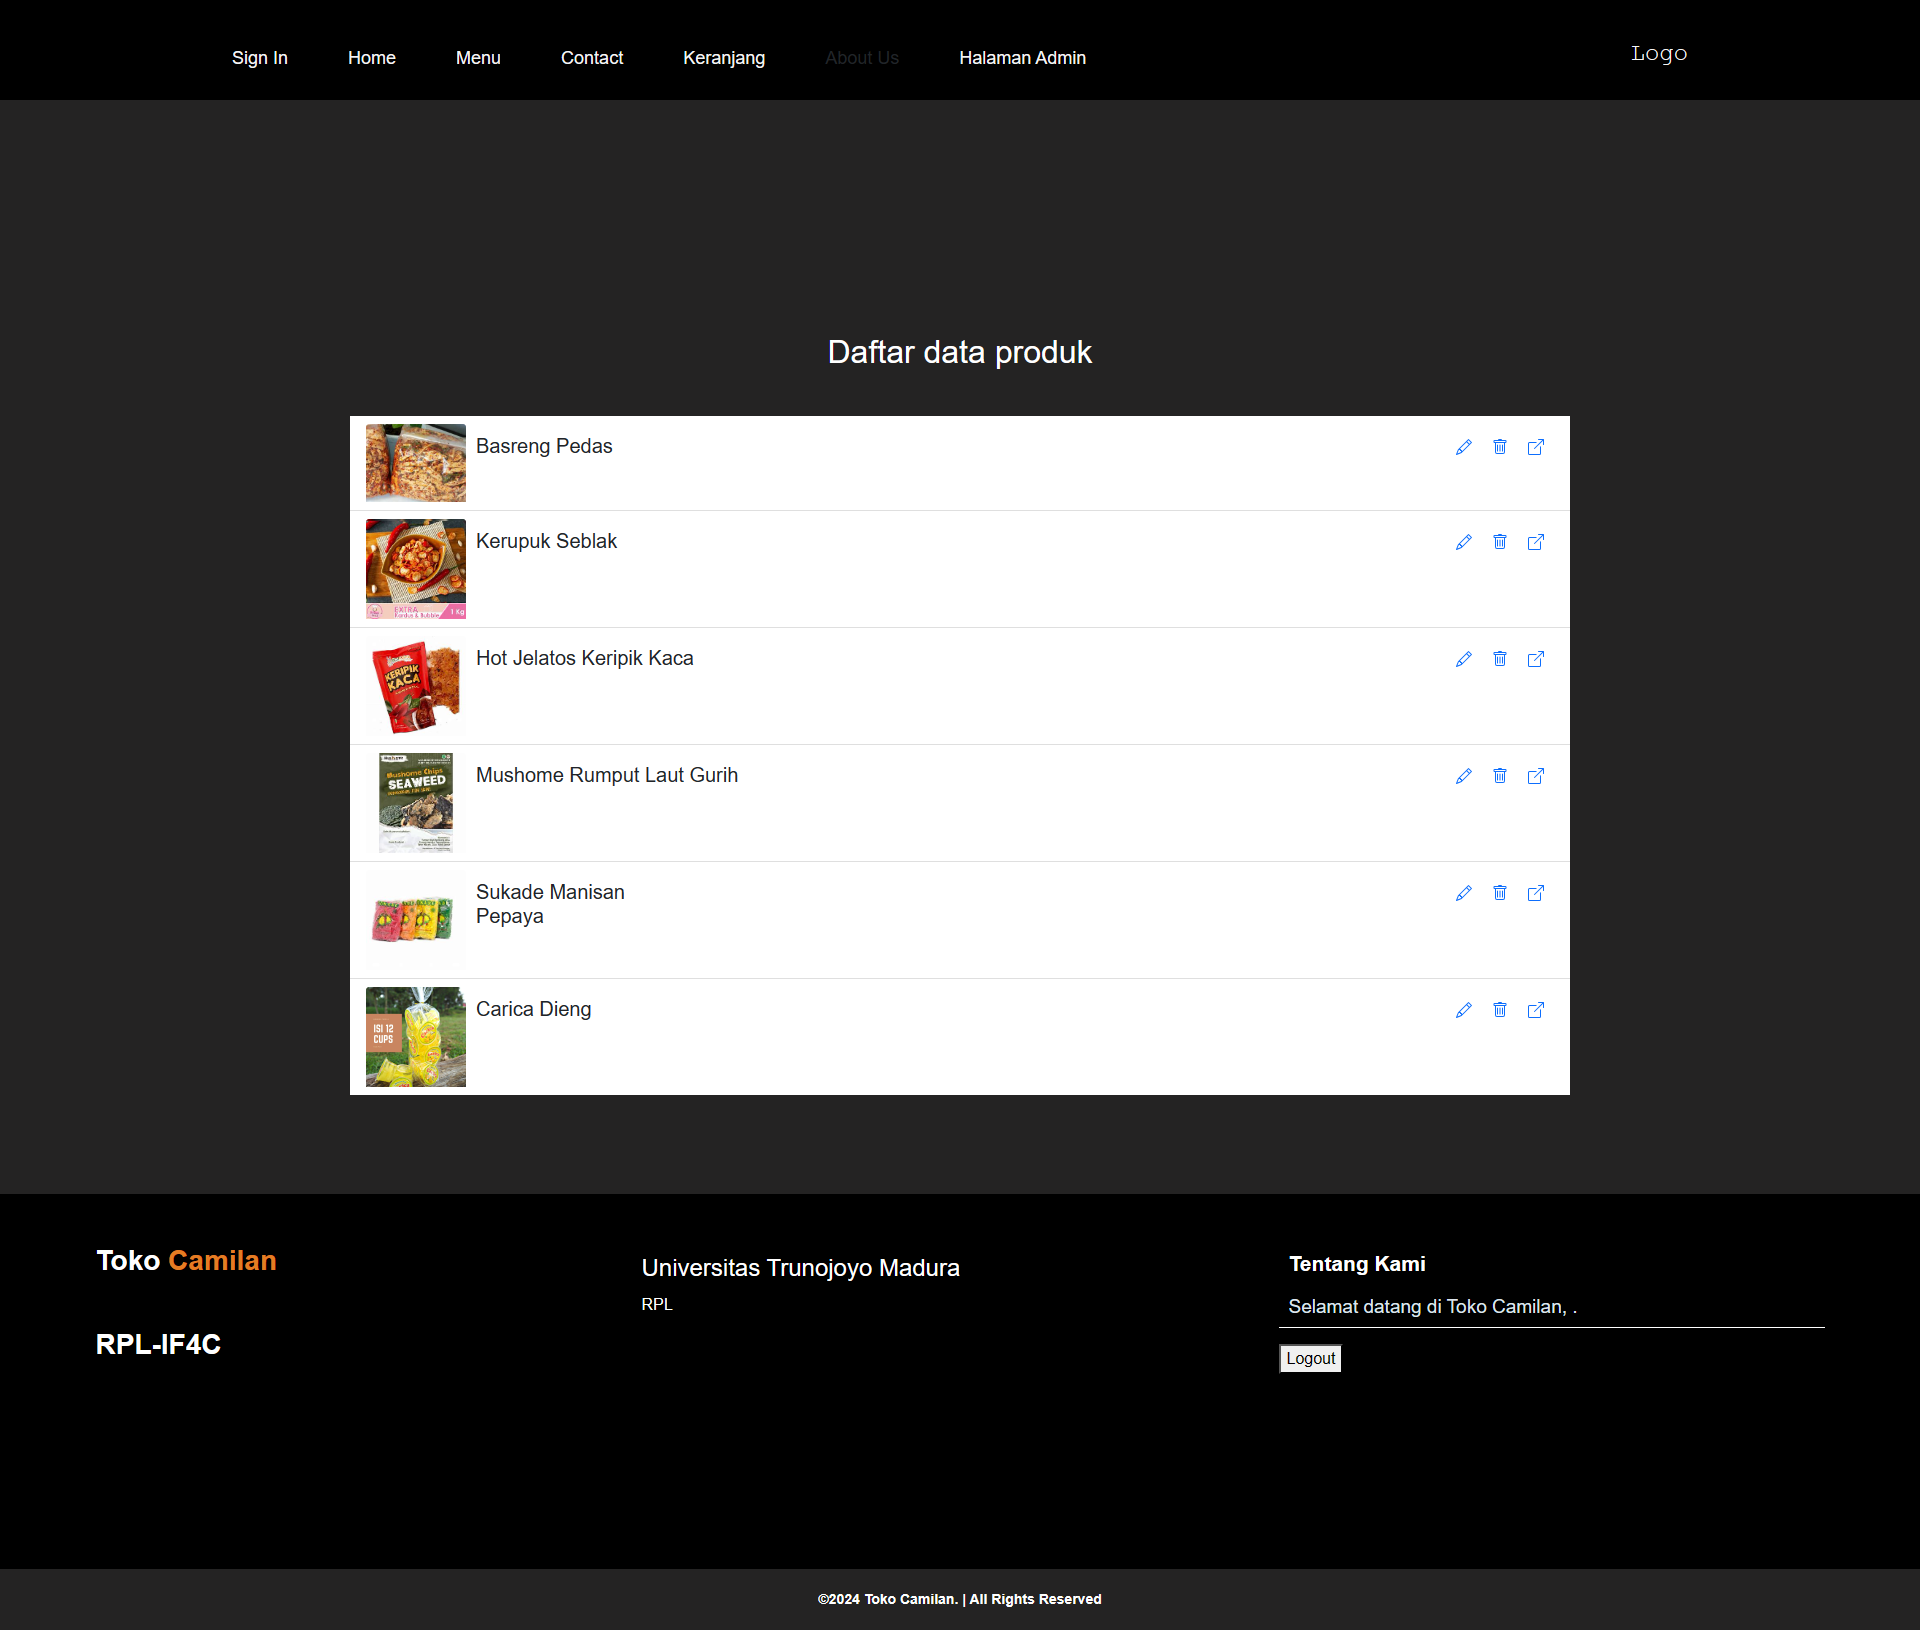 Sign In
Home
Menu
Contact
Keranjang
About Us
Halaman Admin
Logo
Daftar data produk
Basreng Pedas
Kerupuk Seblak
EXTRA
1 Kg
Hot Jelatos Keripik Kaca
KERIPIK
KACA
Mushome Rumput Laut Gurih
Mushome Chips
SEAWEED
Sukade Manisan
Pepaya
Carica Dieng
ISI 12
CUPS
Toko Camilan
RPL-IF4C
Universitas Trunojoyo Madura
RPL
Tentang Kami
Selamat datang di Toko Camilan, .
Logout
©2024 Toko Camilan. | All Rights Reserved